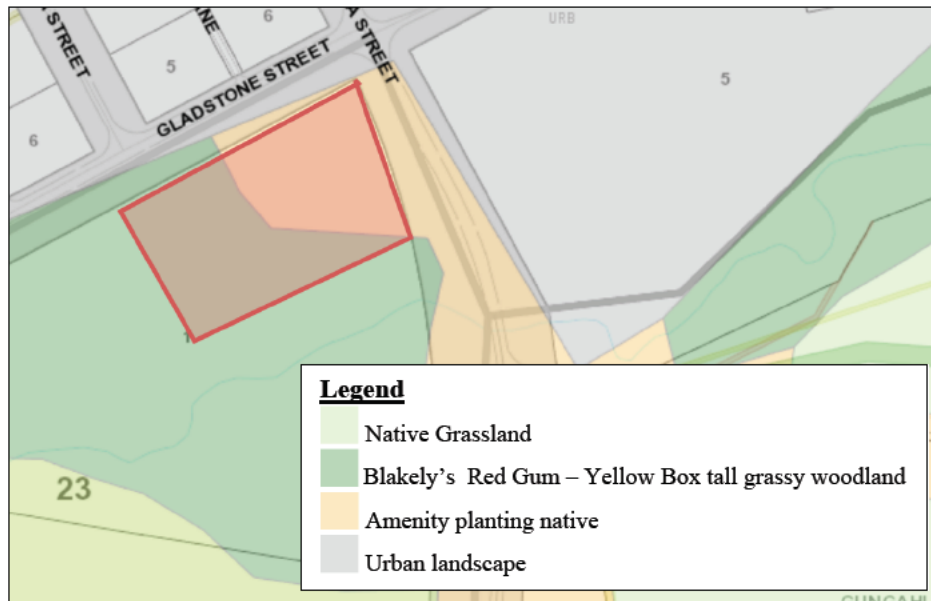 STREET
6
5
6
GLADSTONE STREET
A STREET
URB
5
23
Legend
Native Grassland
Blakely's Red Gum – Yellow Box tall grassy woodland
Amenity planting native
Urban landscape